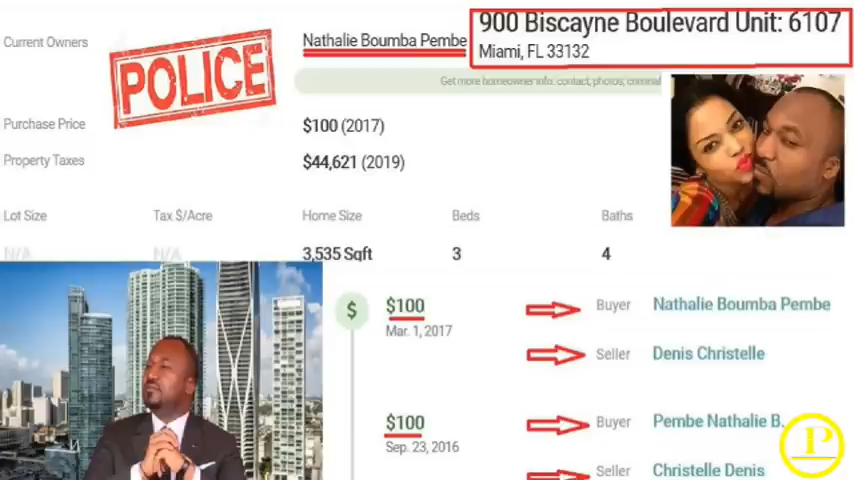 Current Owners
Nathalie Boumba Pembe
900 Biscayne Boulevard Unit: 6107
Miami, FL 33132
POLICE
Get more homeowner info: contact, photos, criminal
Purchase Price
$100 (2017)
Property Taxes
$44,621 (2019)
Lot Size
Tax $/Acre
Home Size
Beds
Baths
N/A
N/A
3,535 Sqft
3
4
$
$100
Mar. 1, 2017
Buyer
Nathalie Boumba Pembe
Seller
Denis Christelle
$100
Sep. 23, 2016
Buyer
Pembe Nathalie B.
Seller
Christelle Denis
P